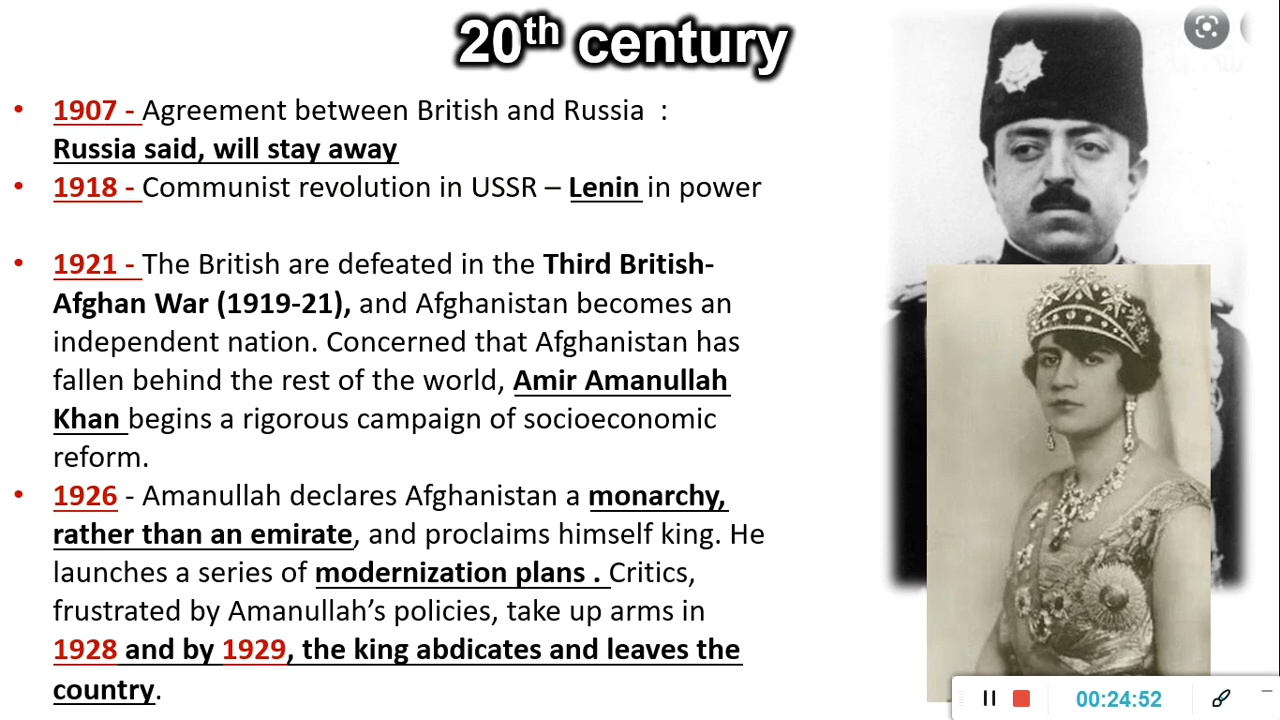 20th century
• 1907 - Agreement between British and Russia :
Russia said, will stay away
• 1918 - Communist revolution in USSR – Lenin in power
• 1921 - The British are defeated in the Third British-
Afghan War (1919-21), and Afghanistan becomes an
independent nation. Concerned that Afghanistan has
fallen behind the rest of the world, Amir Amanullah
Khan begins a rigorous campaign of socioeconomic
reform.
• 1926 - Amanullah declares Afghanistan a monarchy,
rather than an emirate, and proclaims himself king. He
launches a series of modernization plans . Critics,
frustrated by Amanullah’s policies, take up arms in
1928 and by 1929, the king abdicates and leaves the
country.
00:24:52